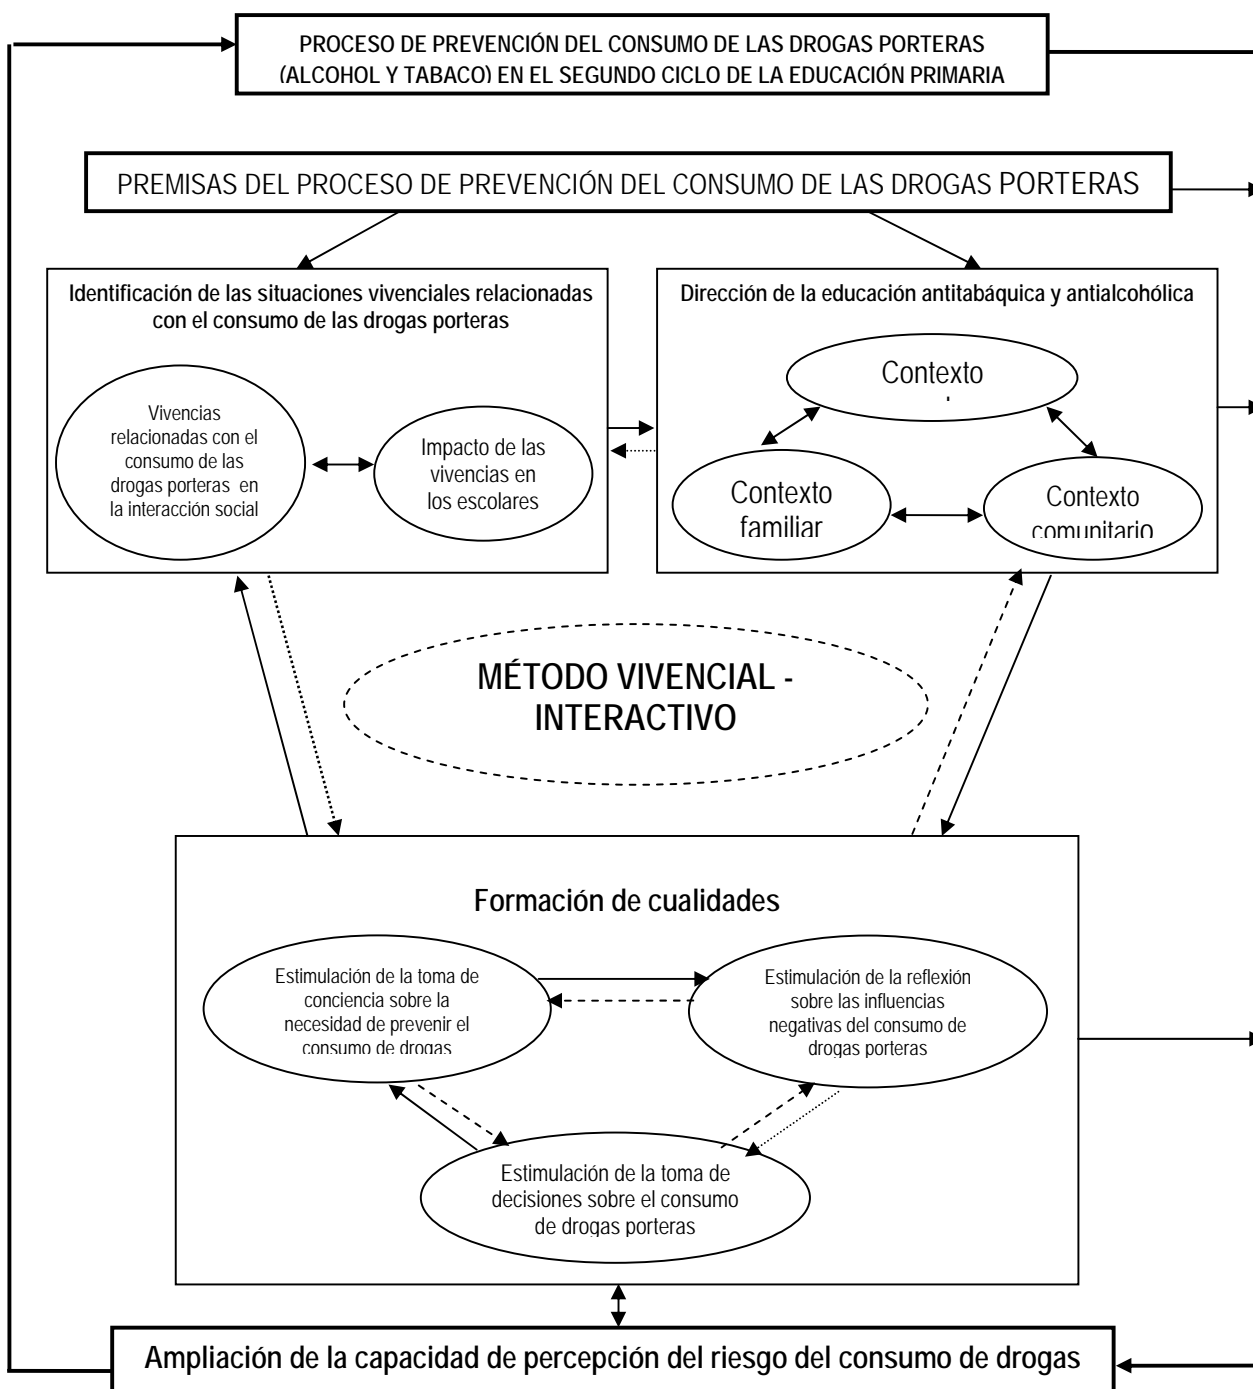 PROCESO DE PREVENCIÓN DEL CONSUMO DE LAS DROGAS PORTERAS
(ALCOHOL Y TABACO) EN EL SEGUNDO CICLO DE LA EDUCACIÓN PRIMARIA
PREMISAS DEL PROCESO DE PREVENCIÓN DEL CONSUMO DE LAS DROGAS PORTERAS
Identificación de las situaciones vivenciales relacionadas
con el consumo de las drogas porteras
Vivencias
relacionadas con el
consumo de las
drogas porteras en
la interacción social
Impacto de las
vivencias en
los escolares
Dirección de la educación antitabáquica y antialcohólica
Contexto
Contexto
familiar
Contexto
comunitario
MÉTODO VIVENCIAL -
INTERACTIVO
Formación de cualidades
Estimulación de la toma de
conciencia sobre la
necesidad de prevenir el
consumo de drogas
Estimulación de la reflexión
sobre las influencias
negativas del consumo de
drogas porteras
Estimulación de la toma de
decisiones sobre el consumo
de drogas porteras
Ampliación de la capacidad de percepción del riesgo del consumo de drogas